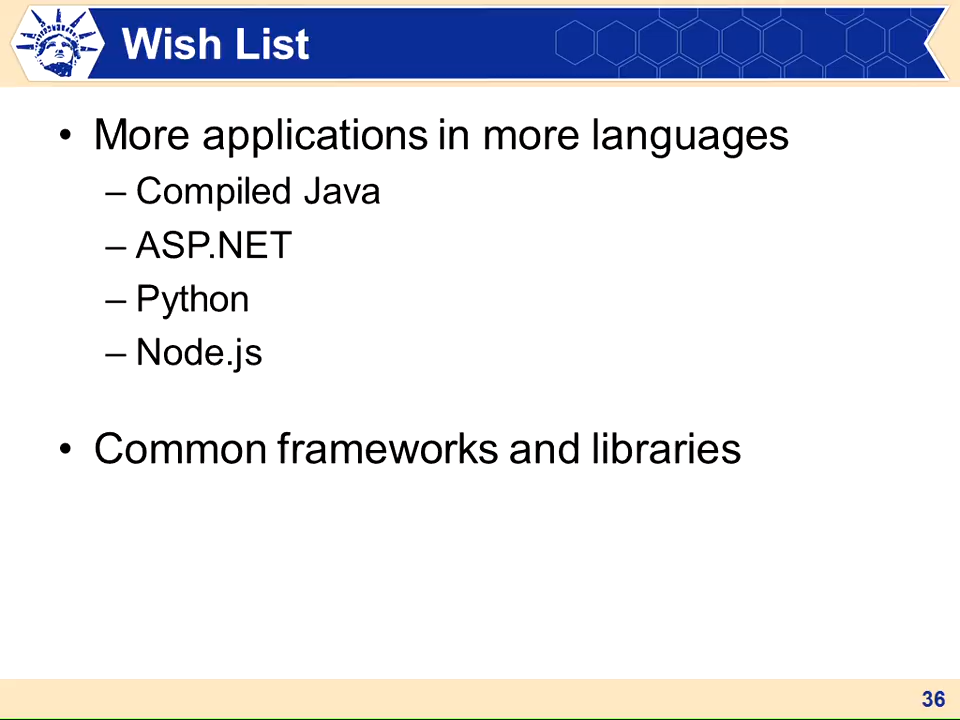 Wish List
• More applications in more languages
– Compiled Java
– ASP.NET
– Python
– Node.js
• Common frameworks and libraries
36